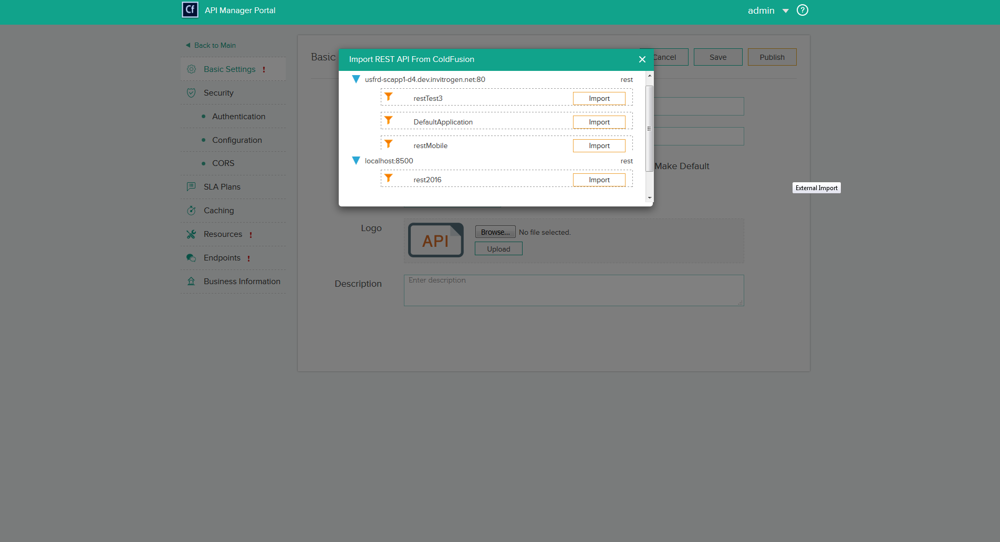 Cf API Manager Portal
admin ?
Back to Main
Basic Settings !
Security
Authentication
Configuration
CORS
SLA Plans
Caching
Resources !
Endpoints !
Business Information
Basic
Cancel Save Publish
Import REST API From ColdFusion
usfrd-scapp1-d4.dev.invitrogen.net:80 rest
restTest3 Import
DefaultApplication Import
restMobile Import
localhost:8500 rest
rest2016 Import
Make Default
External Import
Logo
API
Browse... No file selected.
Upload
Description
Enter description